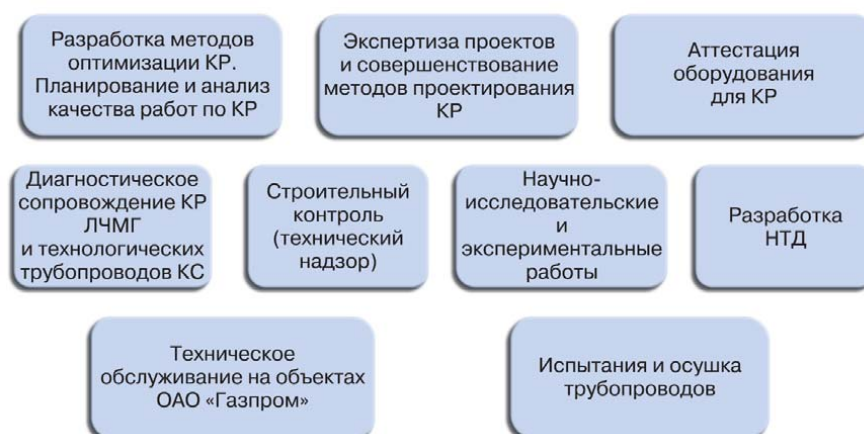 Разработка методов
оптимизации КР.
Планирование и анализ
качества работ по КР
Экспертиза проектов
и совершенствование
методов проектирования
КР
Аттестация
оборудования
для КР
Диагностическое
сопровождение КР
ЛЧМГ
и технологических
трубопроводов КС
Строительный
контроль
(технический
надзор)
Научно-
исследовательские
и
экспериментальные
работы
Разработка
НТД
Техническое
обслуживание на объектах
ОАО «Газпром»
Испытания и осушка
трубопроводов